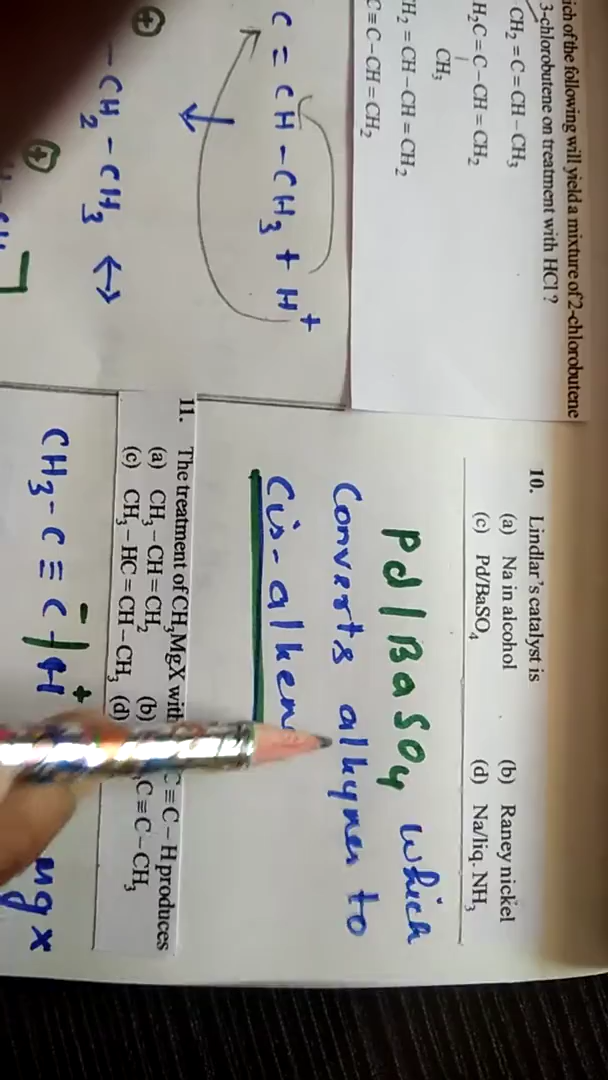 ich of the following will yield a mixture of 2-chlorobutene
3-chlorobutene on treatment with HCl ?
CH₂ = C = CH – CH₃
H₂C = C – CH = CH₂
CH₃
H₂ = CH – CH = CH₂
C ≡ C – CH = CH₂
C = CH – CH₃ + H⁺
⊕
– CH₂ – CH₃ ↔
⊕
10. Lindlar's catalyst is
(a) Na in alcohol (b) Raney nickel
(c) Pd/BaSO₄ (d) Na/liq. NH₃
Pd/BaSO₄ which
Converts alkynes to
Cis-alken
11. The treatment of CH₃MgX with C ≡ C – H produces
(a) CH₃ – CH = CH₂ (b) C ≡ C – CH₃
(c) CH₃ – HC = CH – CH₃ (d)
CH₃ – C ≡ C⁻ / H⁺ mg x